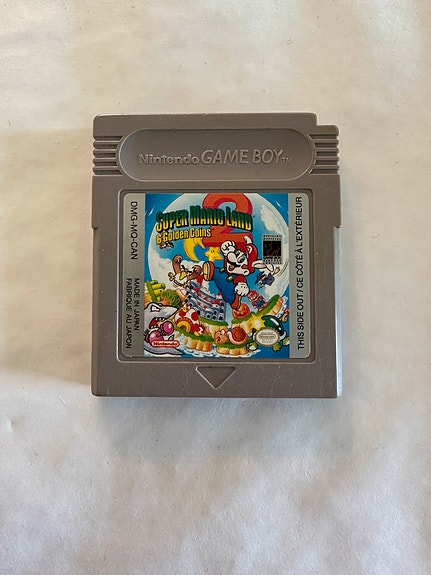 Nintendo GAME BOY TM
SUPER MARIO LAND
2
6 Golden Coins
DMG-MQ-CAN
MADE IN JAPAN
FABRIQUÉ AU JAPON
THIS SIDE OUT / CE CÔTÉ À L'EXTÉRIEUR
Nintendo